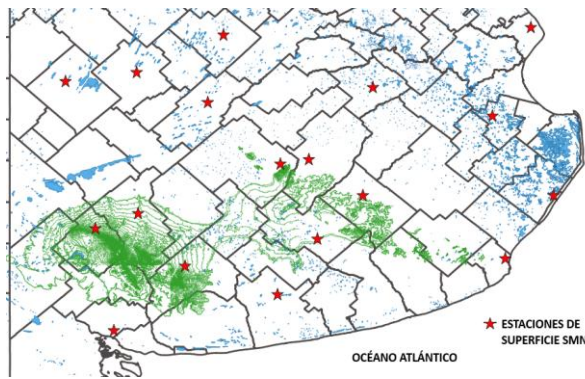 ESTACIONES DE
SUPERFICIE SMN
OCÉANO ATLÁNTICO